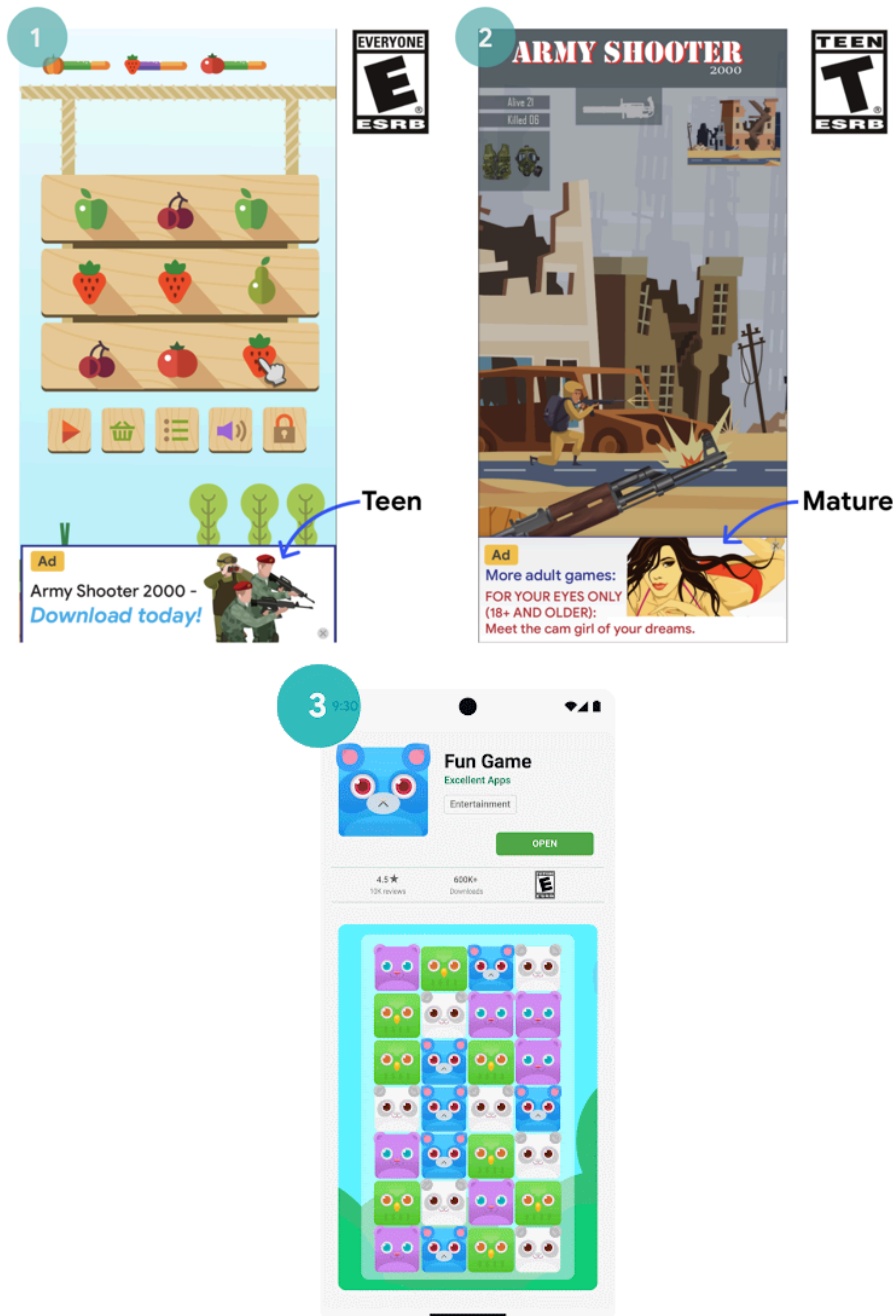 1
EVERYONE
E
ESRB
Teen
Ad
Army Shooter 2000 -
Download today!
2
ARMY SHOOTER
2000
TEEN
T
ESRB
Alive 21
Killed 06
Mature
Ad
More adult games:
FOR YOUR EYES ONLY
(18+ AND OLDER):
Meet the cam girl of your dreams.
3
9:30
Fun Game
Excellent Apps
Entertainment
OPEN
4.5★ 600K+
10K reviews Downloads
EVERYONE
E